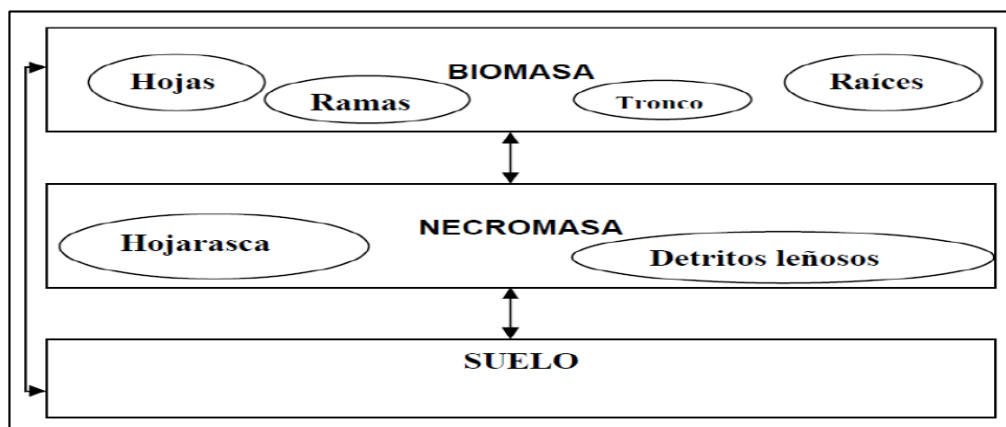 BIOMASA
Hojas
Ramas
Tronco
Raíces
NECROMASA
Hojarasca
Detritos leñosos
SUELO